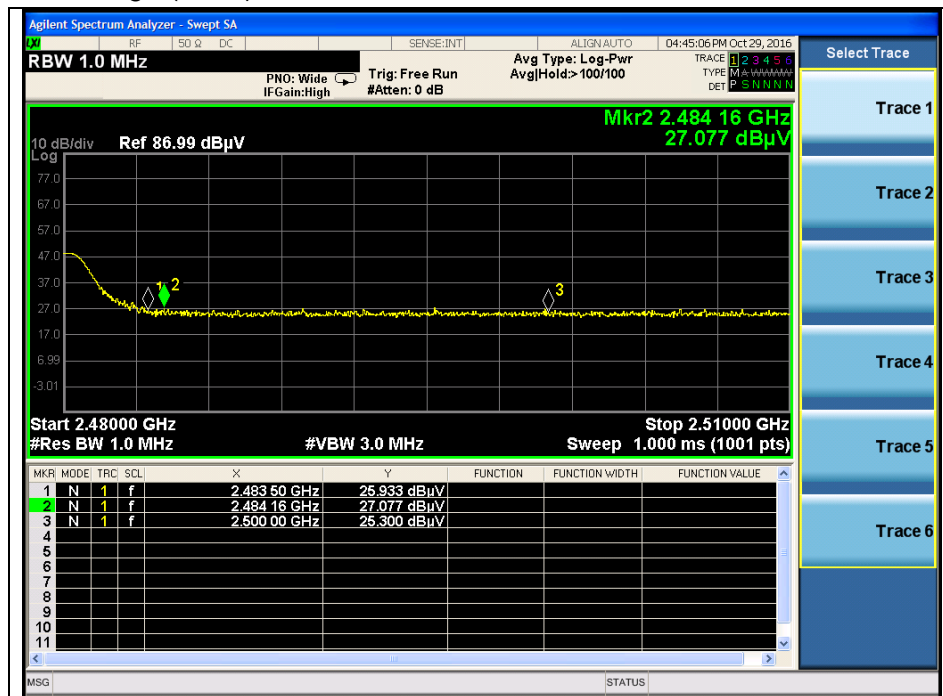 Agilent Spectrum Analyzer - Swept SA
LXI RF 50 Ω DC SENSE:INT ALIGN AUTO 04:45:06 PM Oct 29, 2016
RBW 1.0 MHz
PNO: Wide
IFGain:High
Trig: Free Run
#Atten: 0 dB
Avg Type: Log-Pwr
Avg|Hold:>100/100
TRACE 1 2 3 4 5 6
TYPE M A W W W W
DET P S N N N N
Mkr2 2.484 16 GHz
27.077 dBµV
10 dB/div Ref 86.99 dBµV
Log
77.0
67.0
57.0
47.0
37.0
27.0
17.0
6.99
-3.01
1 2
3
Start 2.48000 GHz
#Res BW 1.0 MHz
#VBW 3.0 MHz
Stop 2.51000 GHz
Sweep 1.000 ms (1001 pts)
MKR MODE TRC SCL X Y FUNCTION FUNCTION WIDTH FUNCTION VALUE
1 N 1 f 2.483 50 GHz 25.933 dBµV
2 N 1 f 2.484 16 GHz 27.077 dBµV
3 N 1 f 2.500 00 GHz 25.300 dBµV
4
5
6
7
8
9
10
11
MSG
STATUS
Select Trace
Trace 1
Trace 2
Trace 3
Trace 4
Trace 5
Trace 6